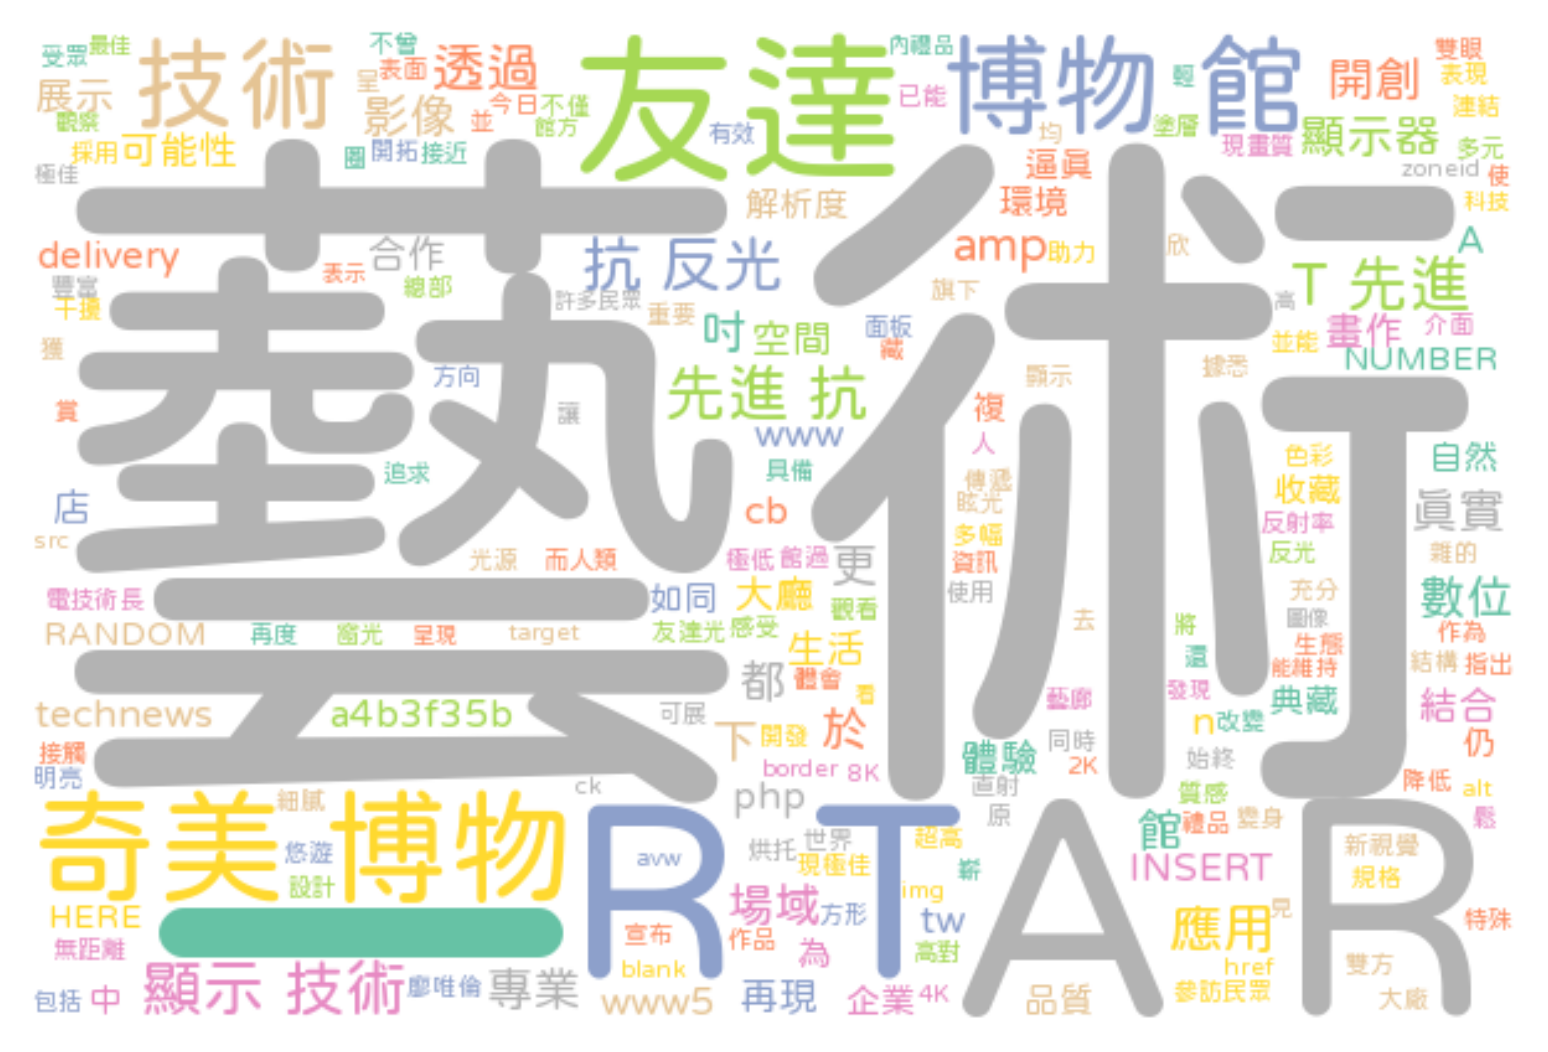 受眾 最佳 技術 不曾 呈 表面 透過 友達 內禮品 博物 館 輕 開創 雙眼 表現
展示 觀察 影像 並 今日 不僅 館方 有效 已能 均 塗層 現畫質 顯示器 連結 多元
採用 可能性 圖 開拓 接近 逼真 zoneid 使
極佳 藝術 解析度 環境 科技
delivery 表示 合作 抗 反光 amp 助力 欣 A
豐富 干擾 總部 許多民眾 重要 旗下 高 T 先進
獲 吋 空間 面板 藏 並能 畫作 介面
方向 先進 抗 顯示 據悉 NUMBER
賞 讓 www 複 人 色彩 自然
追求 具備 傳遞 收藏
店 cb 眩光 多幅 反射率 真實
src 光源 而人類 極低 館過 更 資訊 反光 雜的
電技術長 如同 大廳 觀看 使用 充分 圖像 數位
RANDOM 再度 窗光 呈現 target 友達光 感受 生活 去 將 還 生態 作為
都 體會 看 能維持 結構 指出
technews a4b3f35b 可展 下 開發 於 藝廊 發現 典藏 結合
接觸 體驗 同時 n 改變 仍
明亮 ck border 8K 直射 2K 始終 降低 alt
奇美 博物 細膩 R TAR php 原 質感 鬆
悠遊 avw 烘托 世界 超高 館 禮品 變身 新視覺
設計 現極佳 嶄 INSERT 規格
HERE 場域 方形 img tw 應用 見 特殊
無距離 宣布 作品 為 高對
顯示 技術 廖唯倫 專業 blank href 雙方
包括 中 www5 再現 企業 4K 品質 參訪民眾 大廠